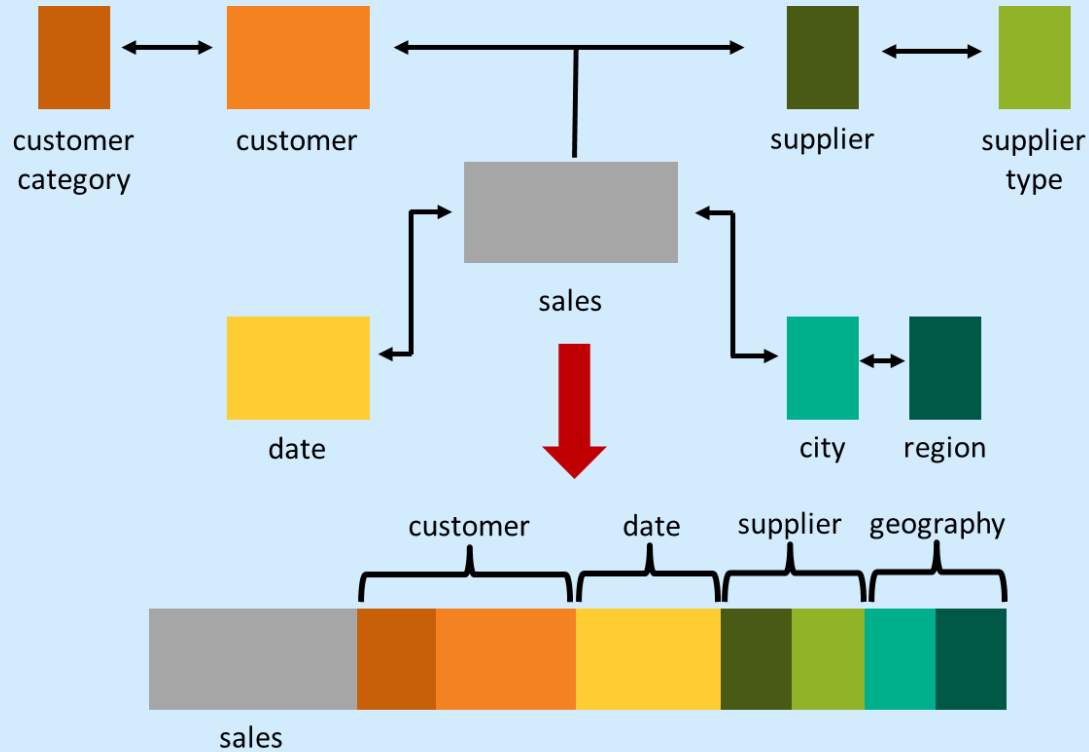 customer
category
customer
supplier
supplier
type
sales
date
city
region
customer
date
supplier
geography
sales